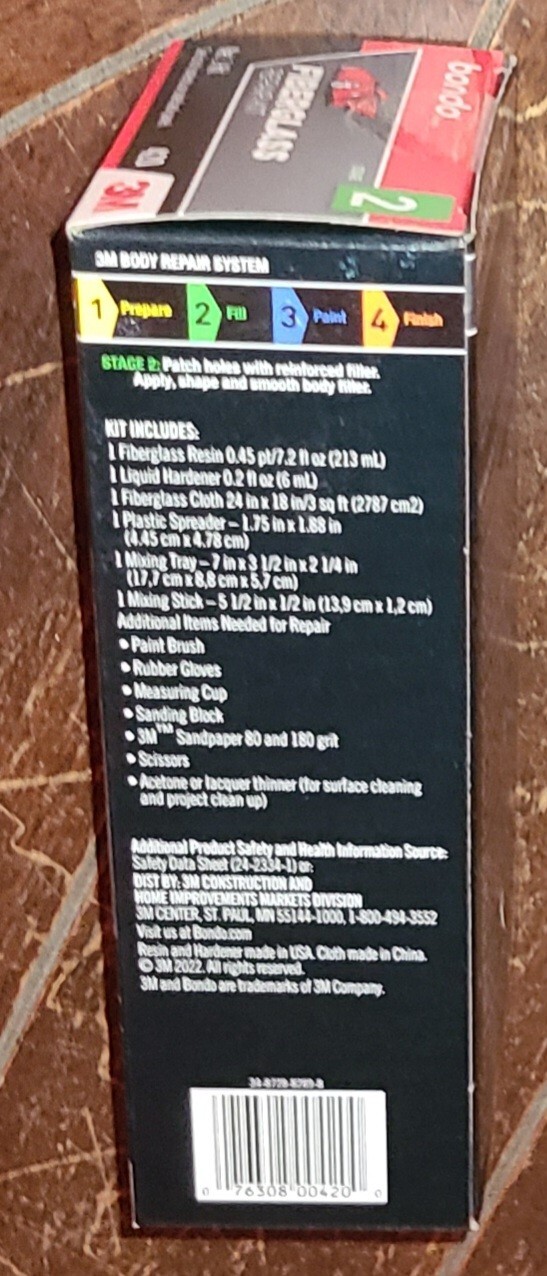 bondo
FIBERGLASS
2
420
3M
3M BODY REPAIR SYSTEM
1 Prepare 2 Fill 3 Paint 4 Finish
STAGE 2: Patch holes with reinforced filler.
Apply, shape and smooth body filler.
KIT INCLUDES:
1 Fiberglass Resin 0.45 pt/7.2 fl oz (213 mL)
1 Liquid Hardener 0.2 fl oz (6 mL)
1 Fiberglass Cloth 24 in x 18 in/3 sq ft (2787 cm2)
1 Plastic Spreader – 1.75 in x 1.88 in
(4.45 cm x 4.78 cm)
1 Mixing Tray – 7 in x 3 1/2 in x 2 1/4 in
(17,7 cm x 8,8 cm x 5,7 cm)
1 Mixing Stick – 5 1/2 in x 1/2 in (13,9 cm x 1,2 cm)
Additional Items Needed for Repair
• Paint Brush
• Rubber Gloves
• Measuring Cup
• Sanding Block
• 3M™ Sandpaper 80 and 180 grit
• Scissors
• Acetone or lacquer thinner (for surface cleaning
and project clean up)
Additional Product Safety and Health Information Source:
Safety Data Sheet (24-2334-1) or:
DIST BY: 3M CONSTRUCTION AND
HOME IMPROVEMENTS MARKETS DIVISION
3M CENTER, ST. PAUL, MN 55144-1000, 1-800-494-3552
Visit us at Bondo.com
Resin and Hardener made in USA. Cloth made in China.
© 3M 2022. All rights reserved.
3M and Bondo are trademarks of 3M Company.
0 76308 00420 0